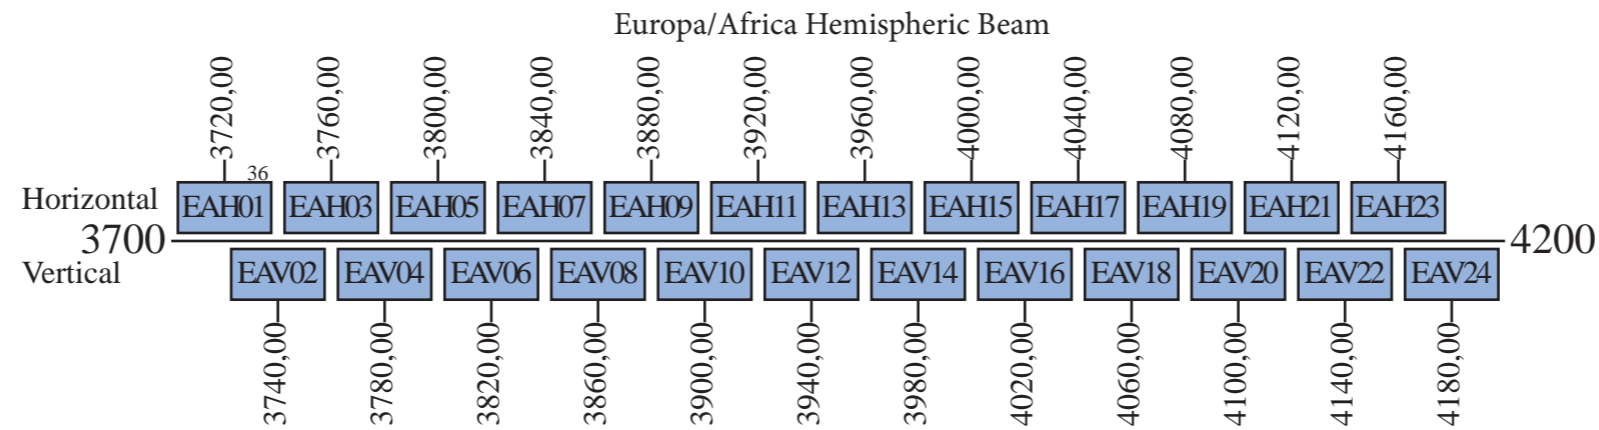 Europa/Africa Hemispheric Beam
3720,00 3760,00 3800,00 3840,00 3880,00 3920,00 3960,00 4000,00 4040,00 4080,00 4120,00 4160,00
36
Horizontal EAH01 EAH03 EAH05 EAH07 EAH09 EAH11 EAH13 EAH15 EAH17 EAH19 EAH21 EAH23
3700 4200
Vertical EAV02 EAV04 EAV06 EAV08 EAV10 EAV12 EAV14 EAV16 EAV18 EAV20 EAV22 EAV24
3740,00 3780,00 3820,00 3860,00 3900,00 3940,00 3980,00 4020,00 4060,00 4100,00 4140,00 4180,00